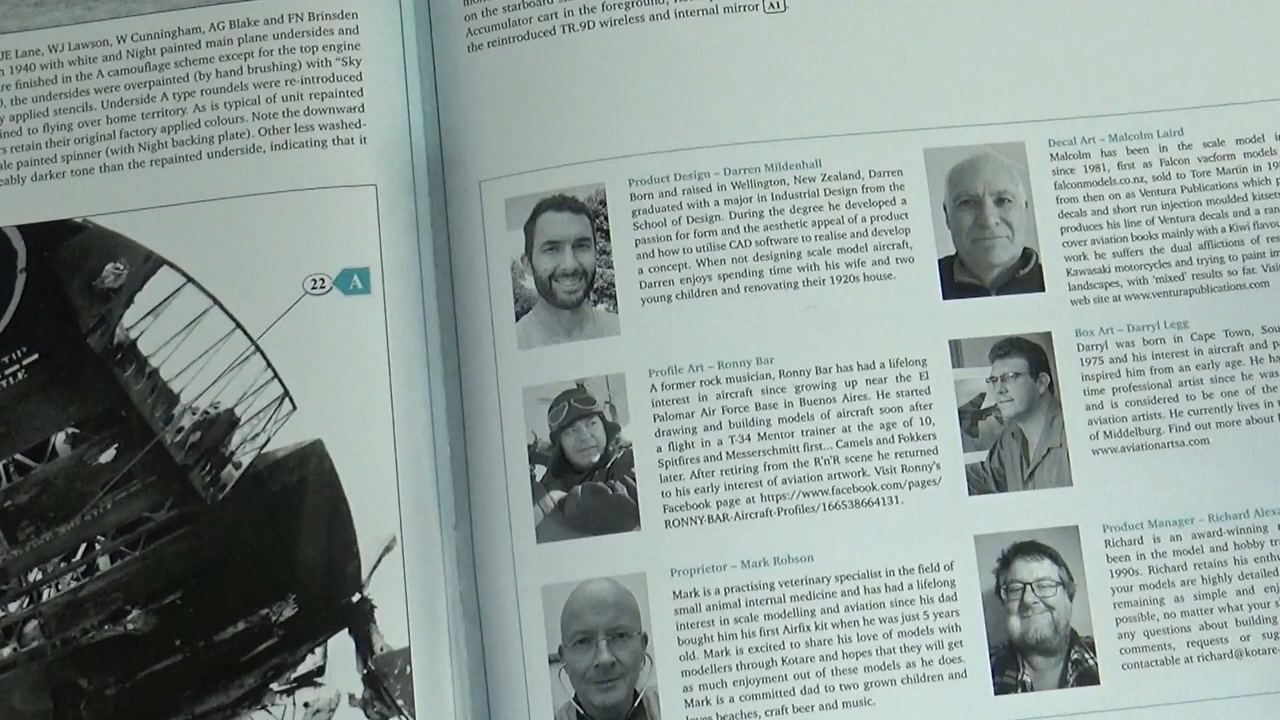 JE Lane, WJ Lawson, W Cunningham, AG Blake and FN Brinsden
1940 with white and Night painted main plane undersides and
re finished in the A camouflage scheme except for the top engine
, the undersides were overpainted (by hand brushing) with “Sky
y applied stencils. Underside A type roundels were re-introduced
ined to flying over home territory. As is typical of unit repainted
s retain their original factory applied colours. Note the downward
ale painted spinner (with Night backing plate). Other less washed-
eably darker tone than the repainted underside, indicating that it
22 A
TIP
on the starboard
Accumulator cart in the foreground,
the reintroduced TR.9D wireless and internal mirror A1.
Product Design – Darren Mildenhall
Born and raised in Wellington, New Zealand, Darren
graduated with a major in Industrial Design from the
School of Design. During the degree he developed a
passion for form and the aesthetic appeal of a product
and how to utilise CAD software to realise and develop
a concept. When not designing scale model aircraft,
Darren enjoys spending time with his wife and two
young children and renovating their 1920s house.
Profile Art – Ronny Bar
A former rock musician, Ronny Bar has had a lifelong
interest in aircraft since growing up near the El
Palomar Air Force Base in Buenos Aires. He started
drawing and building models of aircraft soon after
a flight in a T-34 Mentor trainer at the age of 10,
Spitfires and Messerschmitt first... Camels and Fokkers
later. After retiring from the R'n'R scene he returned
to his early interest of aviation artwork. Visit Ronny's
Facebook page at https://www.facebook.com/pages/
RONNY-BAR-Aircraft-Profiles/166538664131.
Proprietor – Mark Robson
Mark is a practising veterinary specialist in the field of
small animal internal medicine and has had a lifelong
interest in scale modelling and aviation since his dad
bought him his first Airfix kit when he was just 5 years
old. Mark is excited to share his love of models with
modellers through Kotare and hopes that they will get
as much enjoyment out of these models as he does.
Mark is a committed dad to two grown children and
loves beaches, craft beer and music.
Decal Art – Malcolm Laird
Malcolm has been in the scale model in
since 1981, first as Falcon vacform models
falconmodels.co.nz, sold to Tore Martin in 19
from then on as Ventura Publications which p
decals and short run injection moulded kitse
produces his line of Ventura decals and a ran
cover aviation books mainly with a Kiwi flavou
work he suffers the dual afflictions of res
Kawasaki motorcycles and trying to paint im
landscapes, with 'mixed' results so far. Visit
web site at www.venturapublications.com
Box Art – Darryl Legg
Darryl was born in Cape Town, Sou
1975 and his interest in aircraft and p
inspired him from an early age. He ha
time professional artist since he was
and is considered to be one of the
aviation artists. He currently lives in
of Middelburg. Find out more about
www.aviationartsa.com
Product Manager – Richard Alexa
Richard is an award-winning
been in the model and hobby tr
1990s. Richard retains his enthu
your models are highly detailed
remaining as simple and enj
possible, no matter what your s
any questions about building
comments, requests or sug
contactable at richard@kotare-